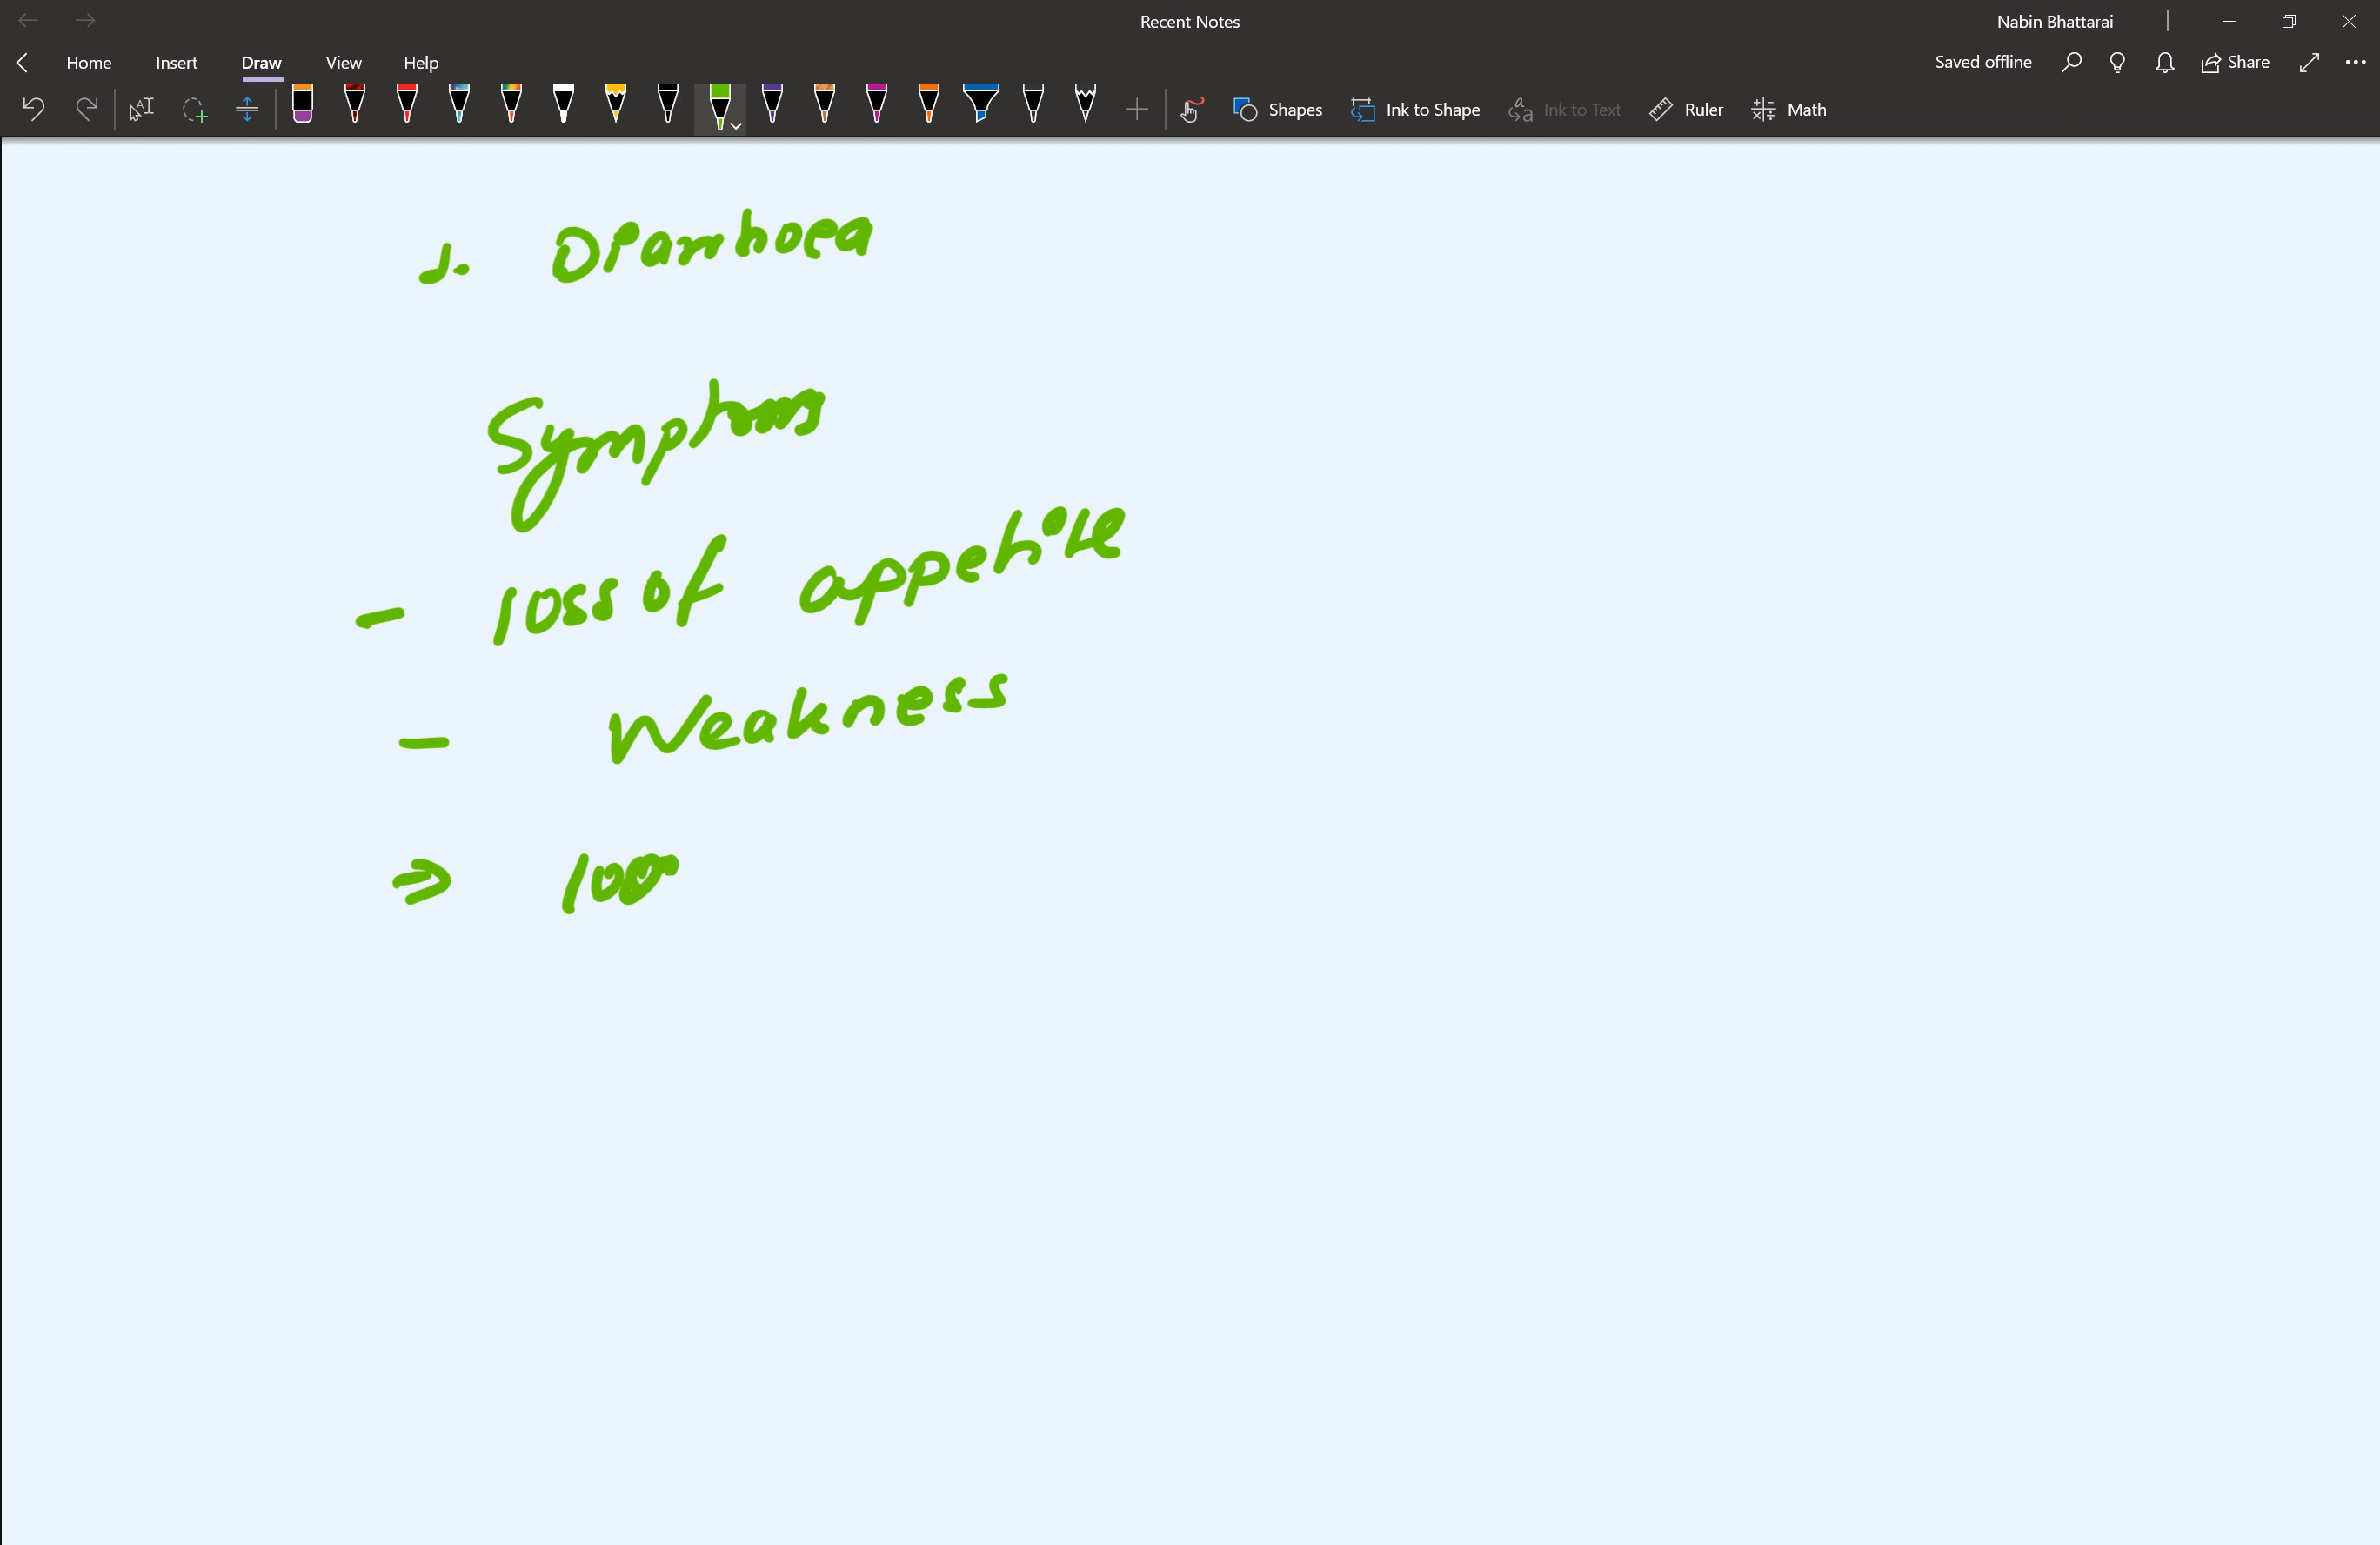 Recent Notes
Nabin Bhattarai
Home Insert Draw View Help
Saved offline Share
Shapes Ink to Shape Ink to Text Ruler Math
1. Diarrhoea
Symptoms
- loss of appetite
- Weakness
⇒